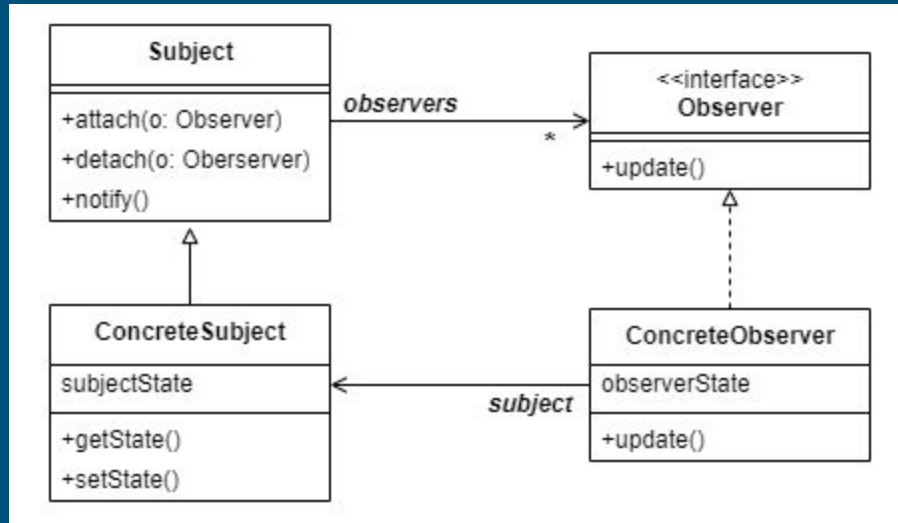 Subject
+attach(o: Observer)
+detach(o: Oberserver)
+notify()
observers
*
<<interface>>
Observer
+update()
ConcreteSubject
subjectState
+getState()
+setState()
subject
ConcreteObserver
observerState
+update()